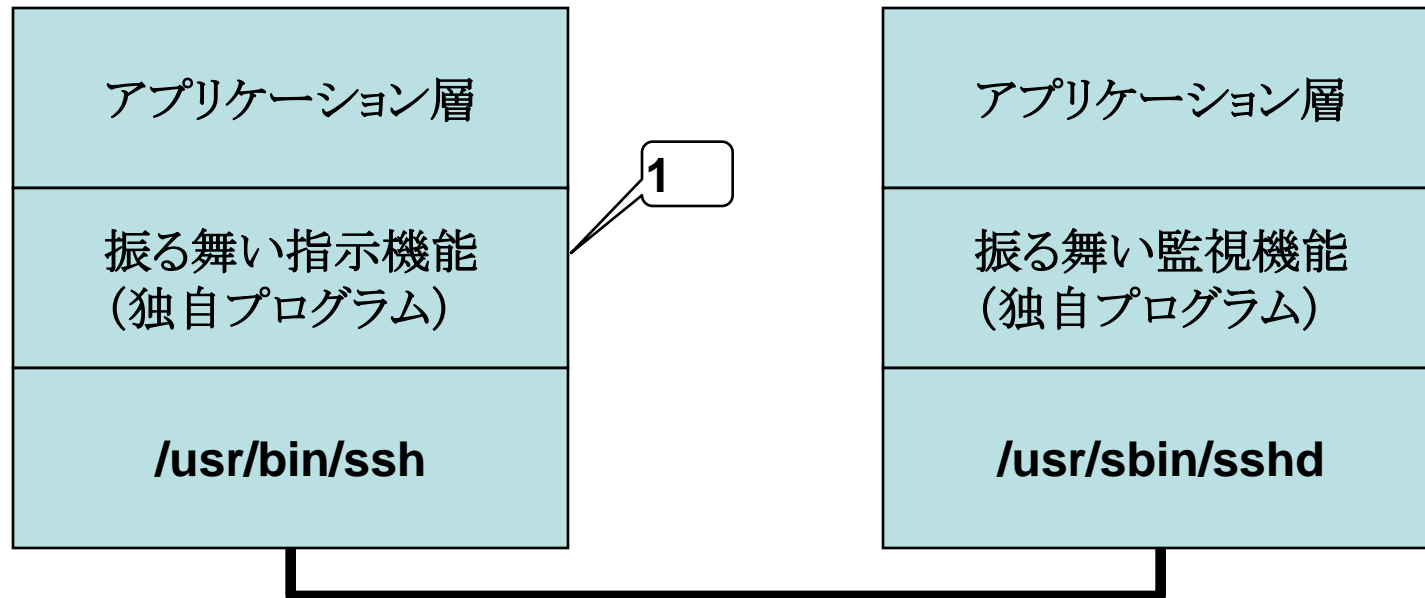 アプリケーション層
振る舞い指示機能
(独自プログラム)
/usr/bin/ssh
1
アプリケーション層
振る舞い監視機能
(独自プログラム)
/usr/sbin/sshd